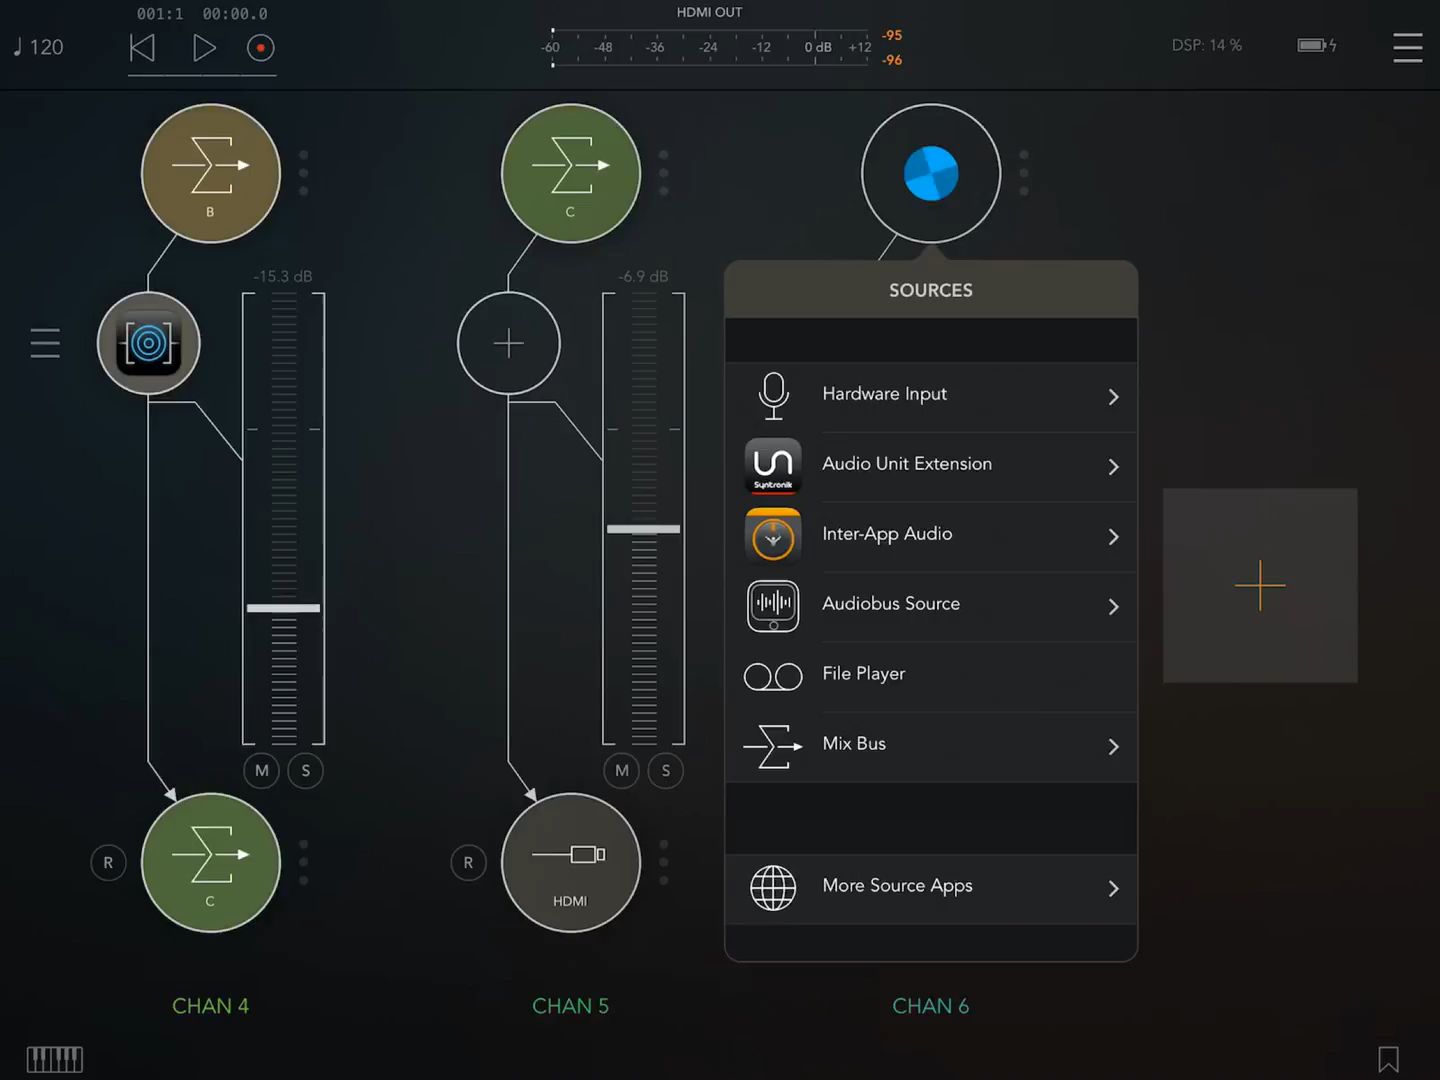 001:1 00:00.0
HDMI OUT
120
-60 -48 -36 -24 -12 0 dB +12
-95
-96
DSP: 14 %
B
C
-15.3 dB
-6.9 dB
SOURCES
Hardware Input
Audio Unit Extension
Syntronik
Inter-App Audio
Audiobus Source
File Player
Mix Bus
More Source Apps
M S
M S
R
C
R
HDMI
CHAN 4
CHAN 5
CHAN 6